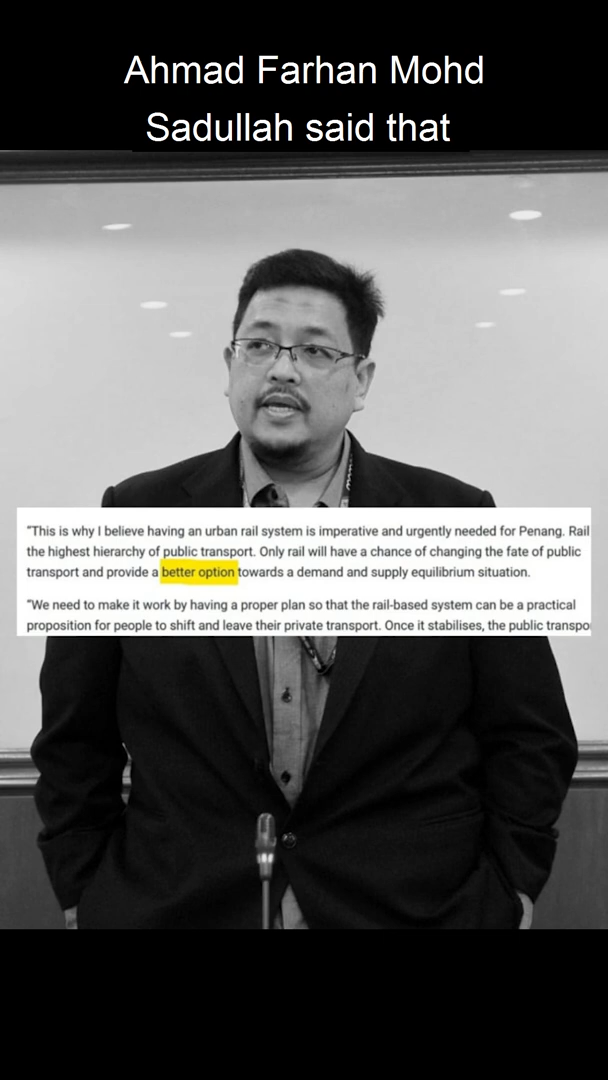 Ahmad Farhan Mohd
Sadullah said that
“This is why I believe having an urban rail system is imperative and urgently needed for Penang. Rail
the highest hierarchy of public transport. Only rail will have a chance of changing the fate of public
transport and provide a better option towards a demand and supply equilibrium situation.
“We need to make it work by having a proper plan so that the rail-based system can be a practical
proposition for people to shift and leave their private transport. Once it stabilises, the public transpo